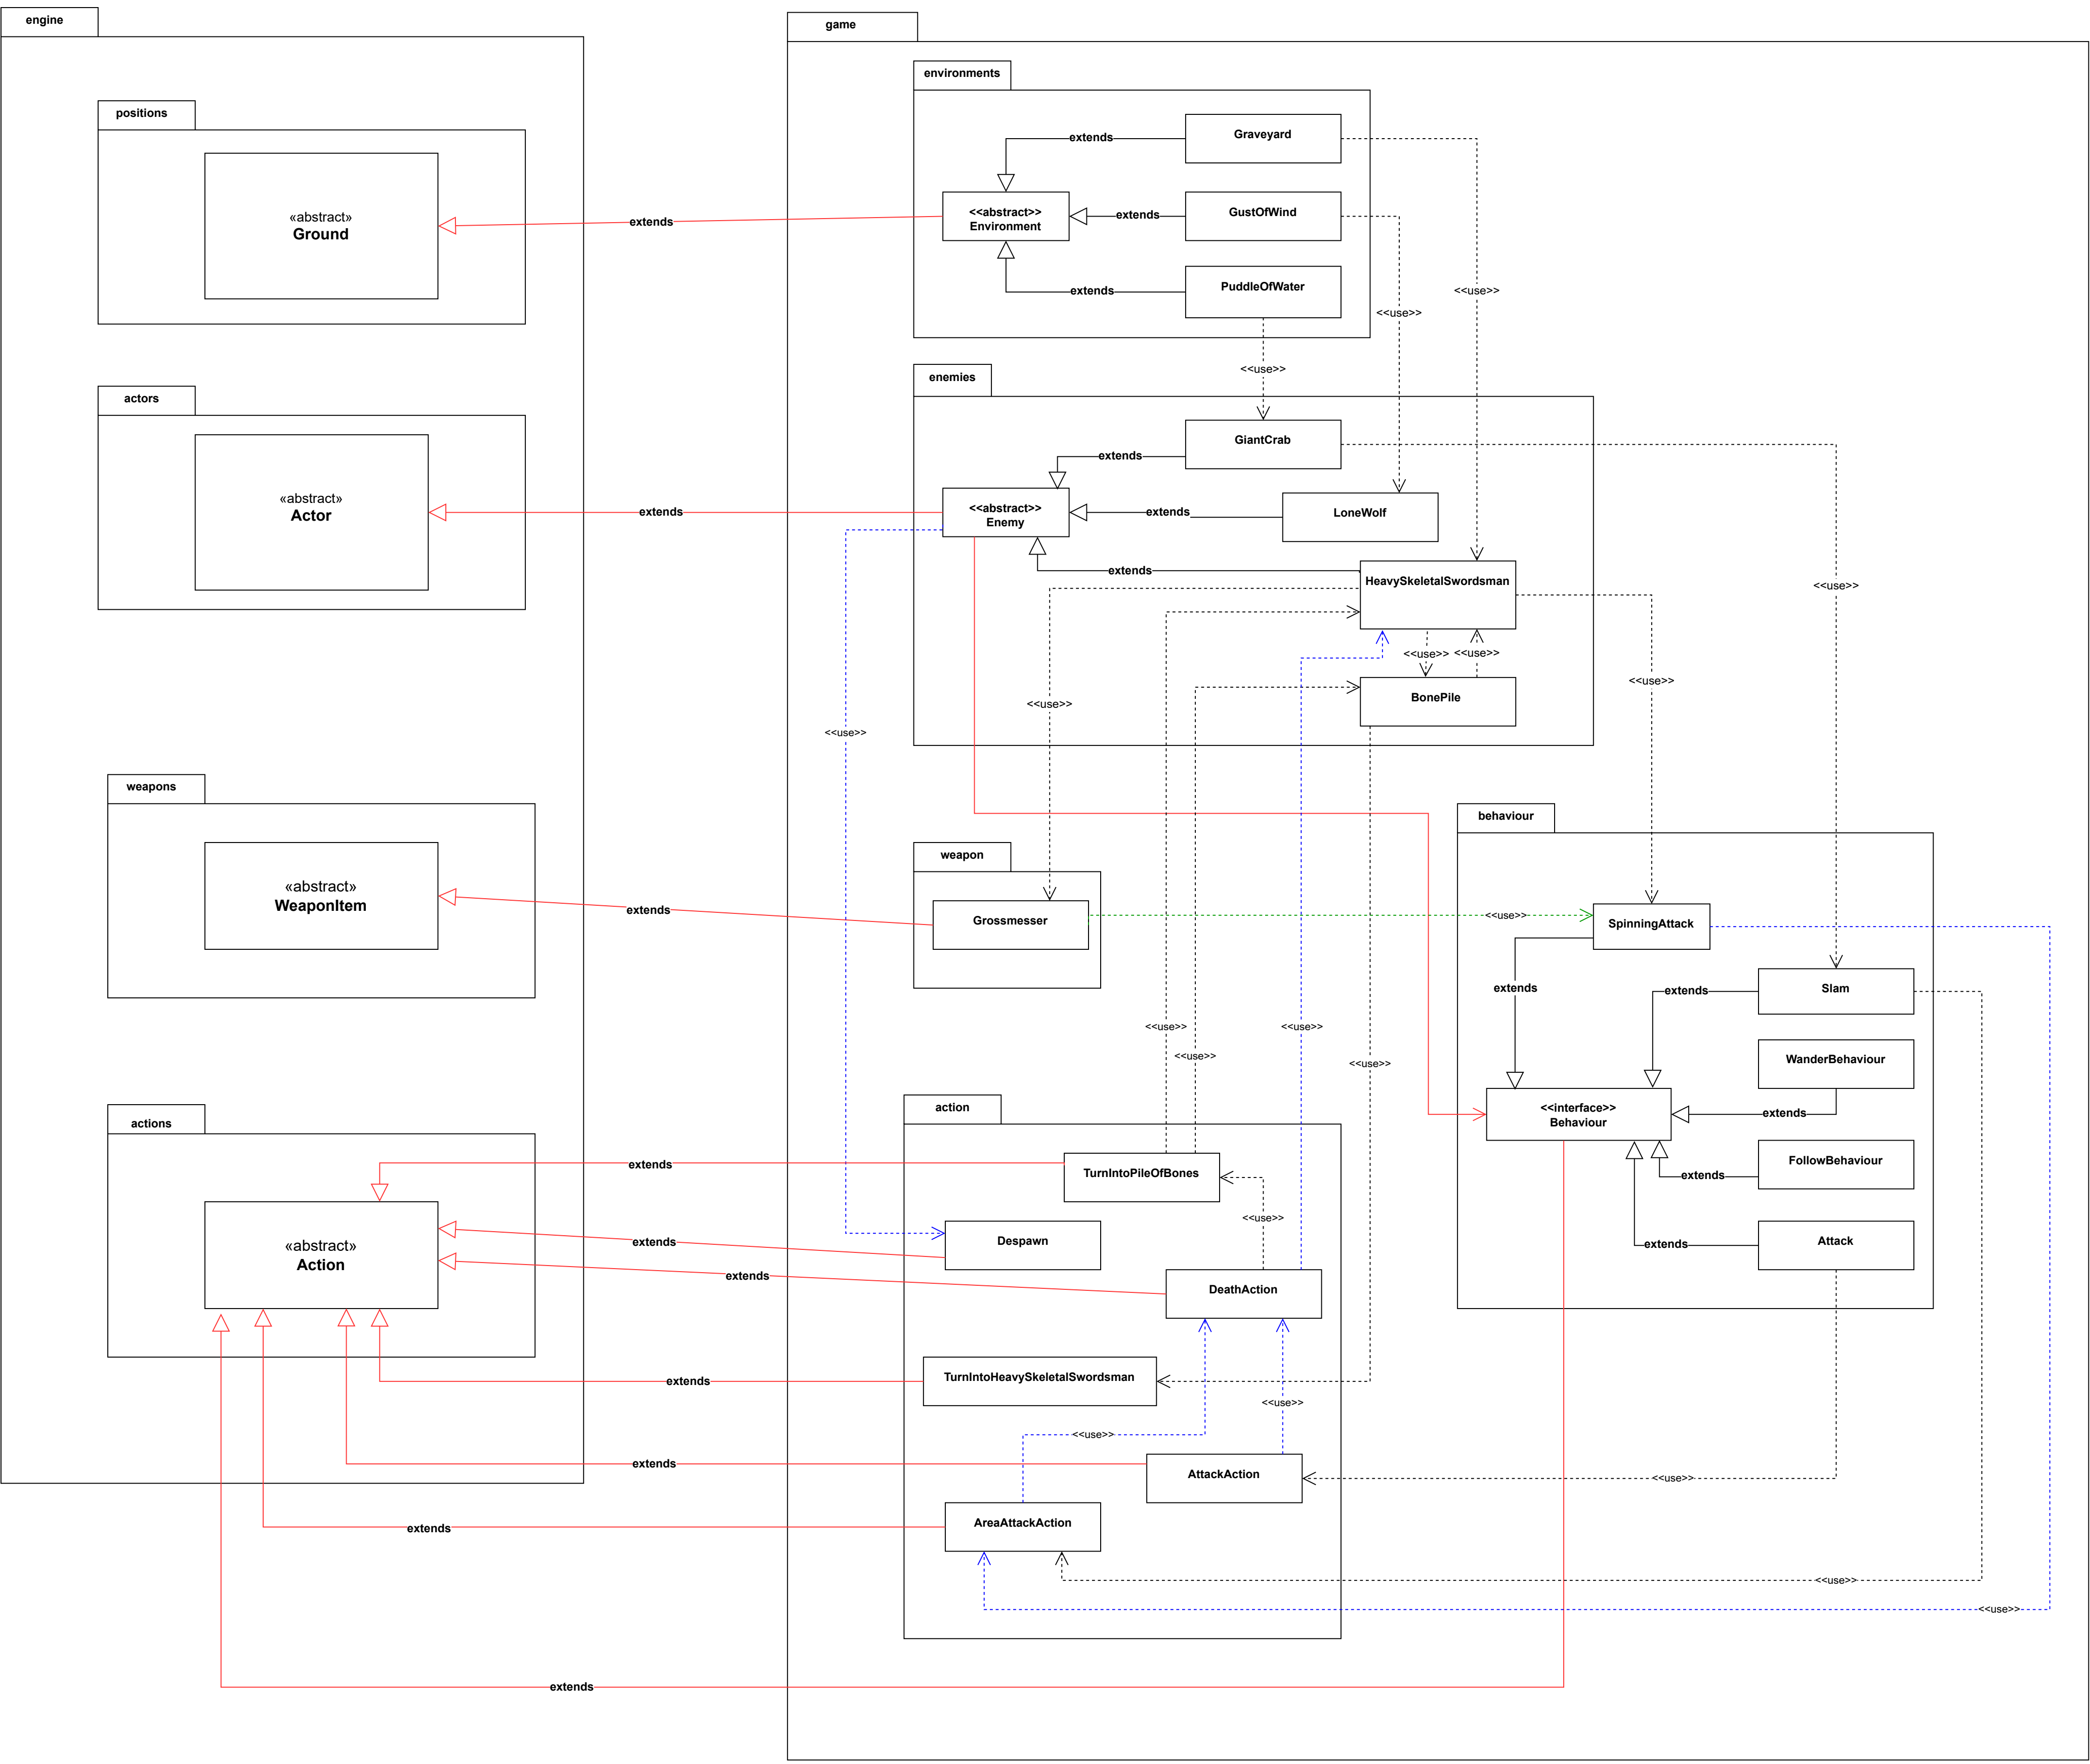 engine
game
environments
positions
Graveyard
extends
«abstract»
Ground
<<abstract>>
Environment
extends
GustOfWind
extends
PuddleOfWater
extends
<<use>>
<<use>>
<<use>>
enemies
actors
GiantCrab
extends
«abstract»
Actor
extends
<<abstract>>
Enemy
extends
LoneWolf
extends
HeavySkeletalSwordsman
<<use>>
<<use>>
<<use>>
<<use>>
BonePile
<<use>>
<<use>>
weapons
behaviour
weapon
«abstract»
WeaponItem
extends
Grossmesser
<<use>>
SpinningAttack
extends
extends
Slam
<<use>>
<<use>>
<<use>>
<<use>>
WanderBehaviour
action
<<interface>>
Behaviour
extends
actions
extends
TurnIntoPileOfBones
extends
FollowBehaviour
<<use>>
«abstract»
Action
extends
Despawn
extends
Attack
extends
DeathAction
extends
TurnIntoHeavySkeletalSwordsman
<<use>>
<<use>>
extends
AttackAction
<<use>>
extends
AreaAttackAction
<<use>>
<<use>>
extends